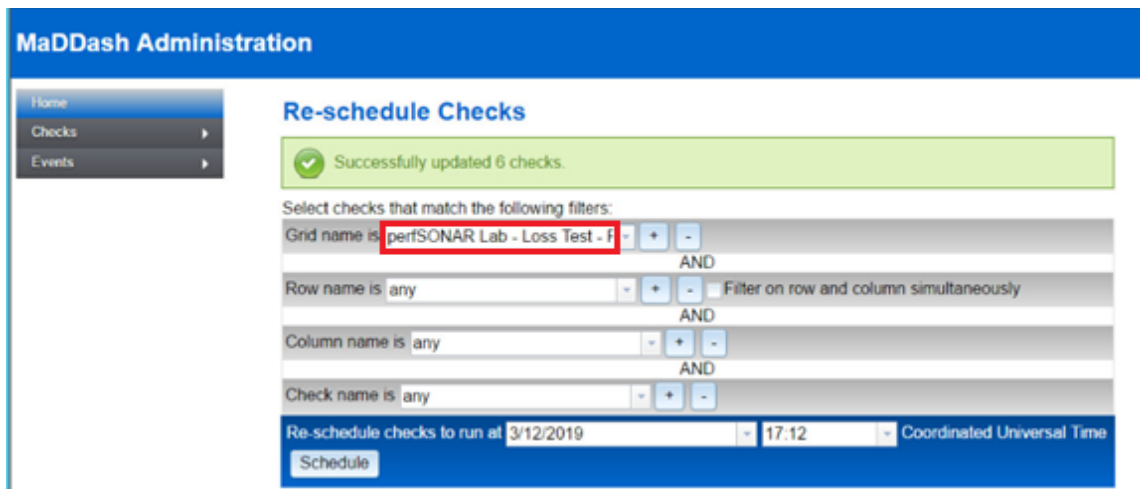 MaDDash Administration
Home
Checks
Events
Re-schedule Checks
Successfully updated 6 checks.
Select checks that match the following filters:
Grid name is perfSONAR Lab - Loss Test - F + -
AND
Row name is any + - Filter on row and column simultaneously
AND
Column name is any + -
AND
Check name is any + -
Re-schedule checks to run at 3/12/2019 17:12 Coordinated Universal Time
Schedule